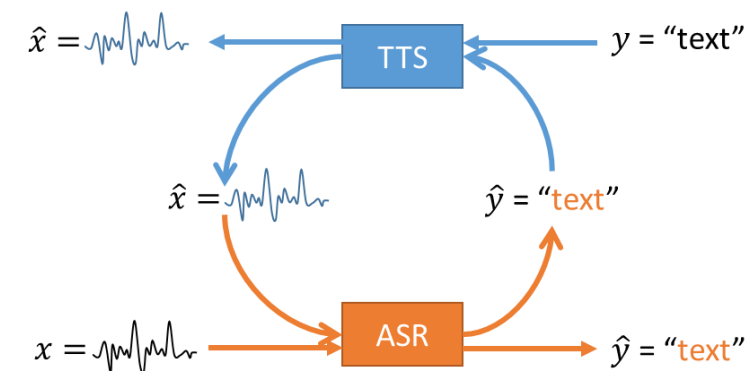 x̂ = TTS y = “text”
x̂ = ŷ = “text”
x = ASR ŷ = “text”